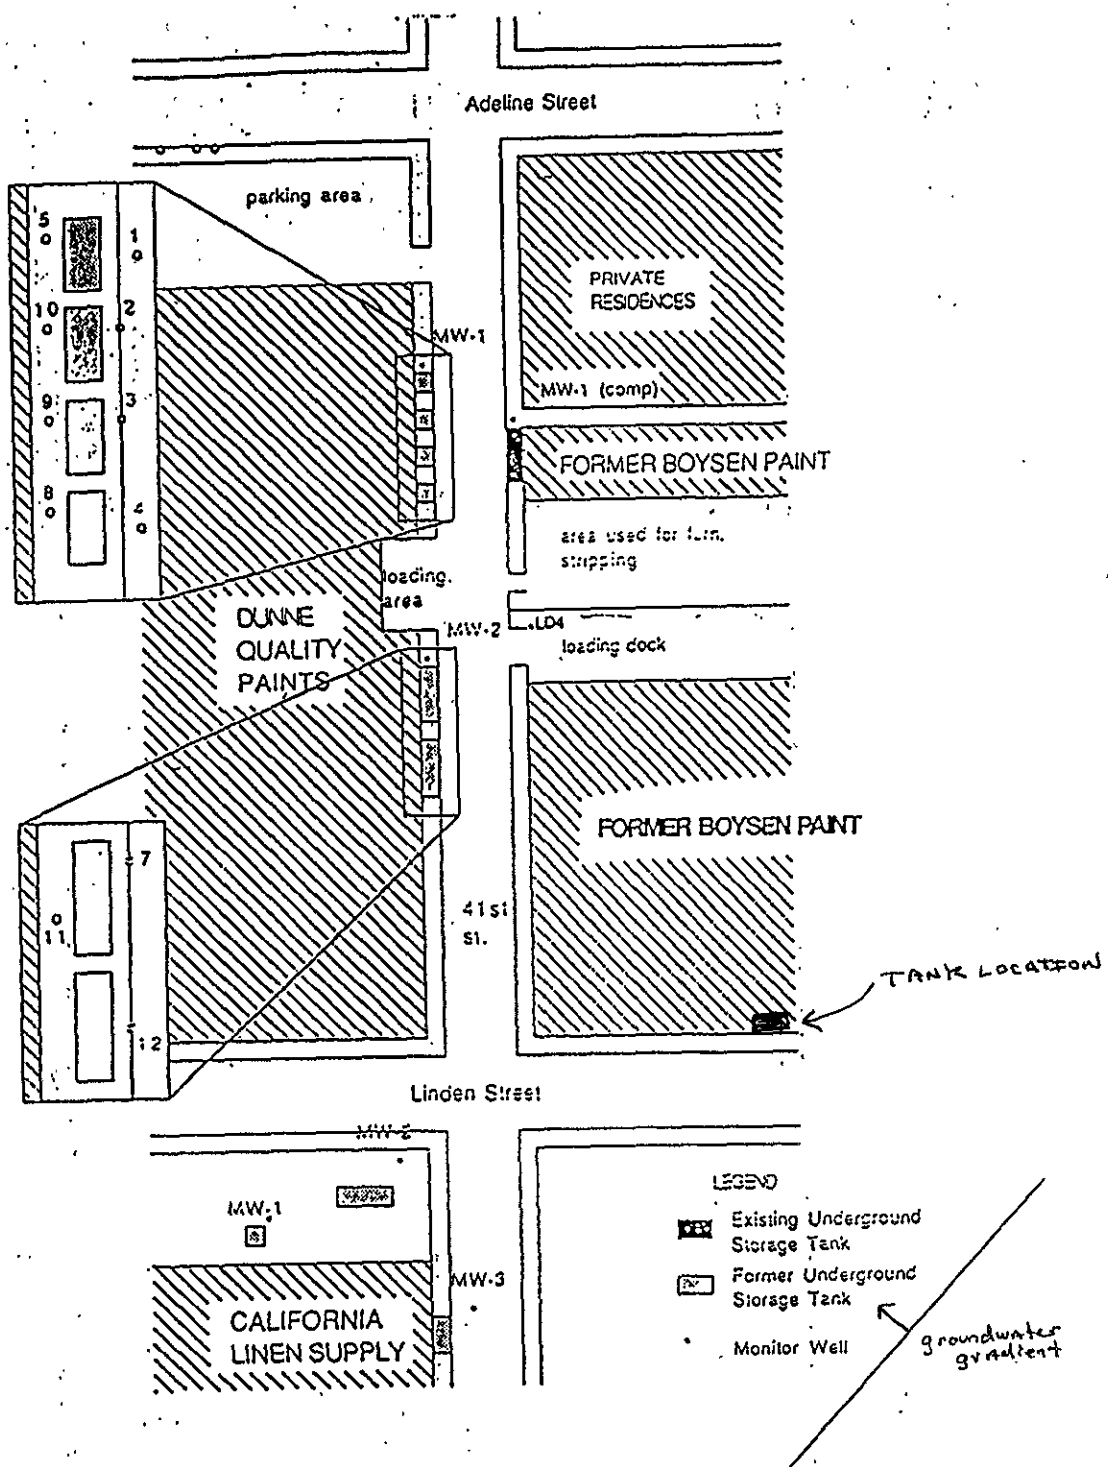 Adeline Street
parking area
5
1
10
2
9
3
8
4
PRIVATE
RESIDENCES
MW-1
MW-1 (comp)
FORMER BOYSEN PAINT
area used for furn.
stripping
loading
area
DUNNE
QUALITY
PAINTS
MW-2
LD4
loading dock
FORMER BOYSEN PAINT
7
11
12
41st
St.
TANK LOCATION
Linden Street
MW-2
MW-1
MW-3
CALIFORNIA
LINEN SUPPLY
LEGEND
Existing Underground
Storage Tank
Former Underground
Storage Tank
Monitor Well
groundwater
gradient